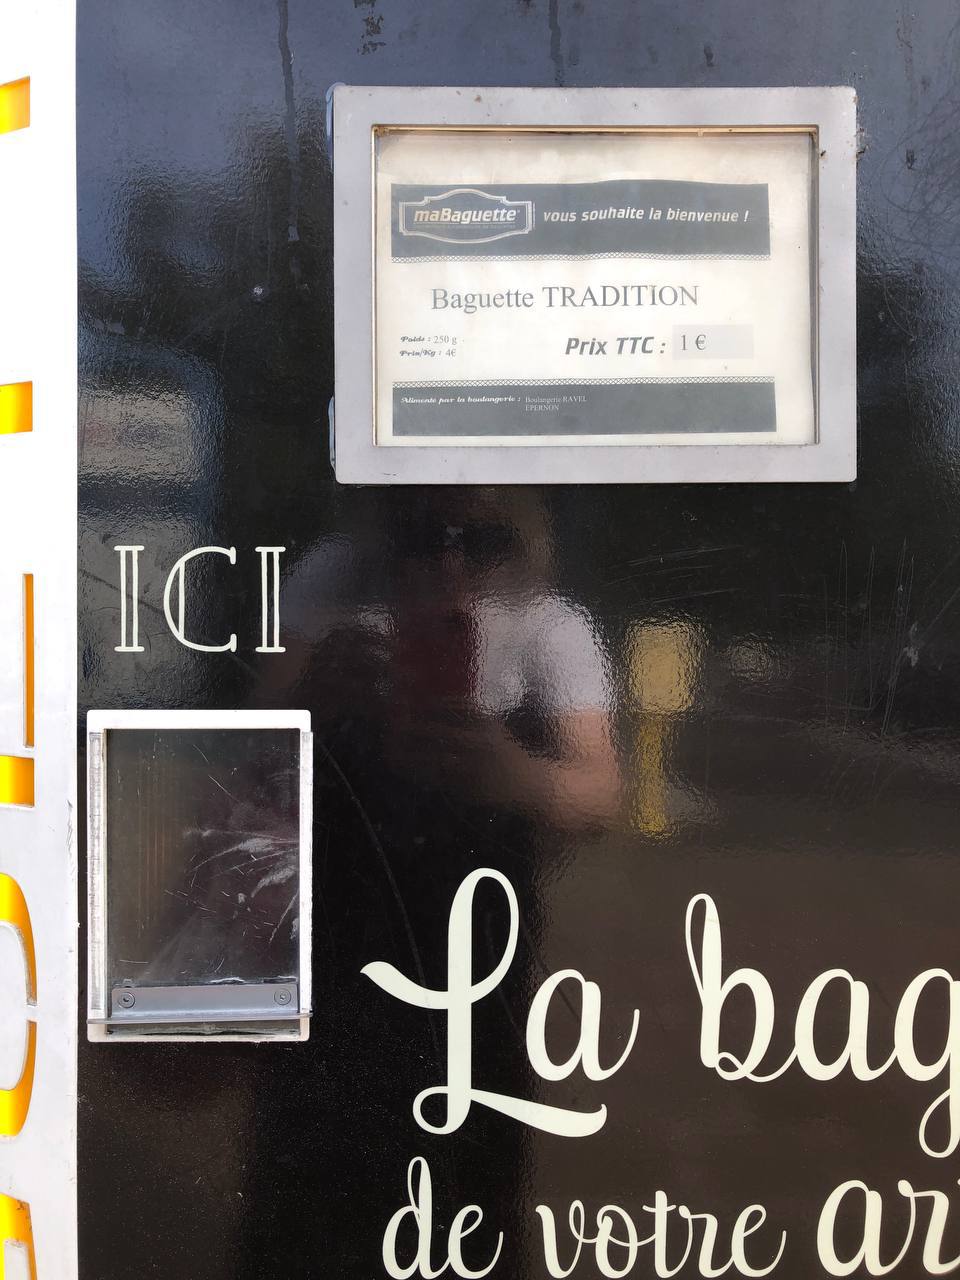 maBaguette
vous souhaite la bienvenue !
Baguette TRADITION
Poids : 250 g
Prix/Kg : 4€
Prix TTC : 1 €
Alimenté par la boulangerie : Boulangerie RAVEL
EPERNON
ICI
La bag
de votre ar